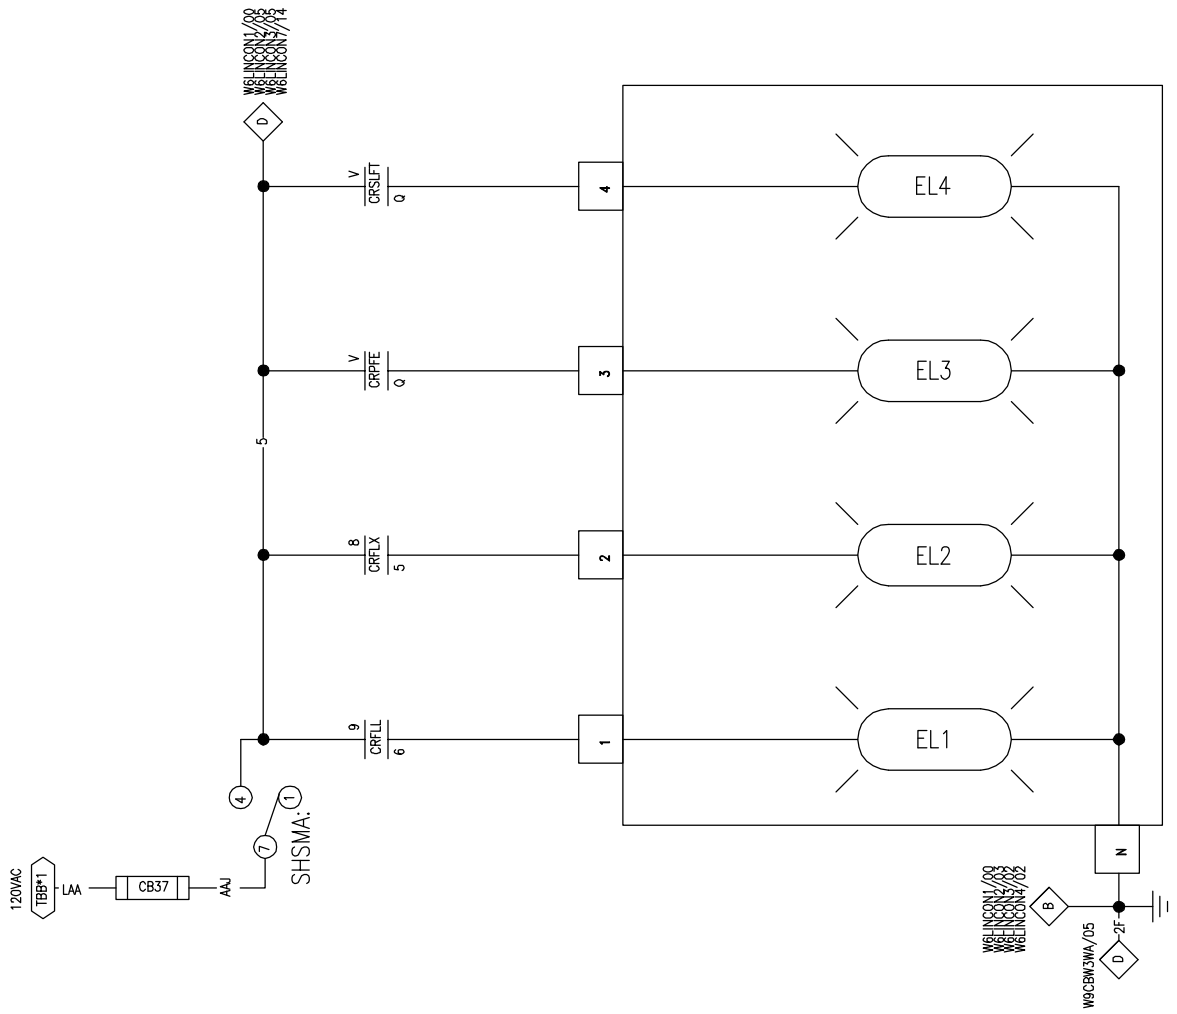 W6LINCON1/00
W6LINCON2/05
W6LINCON3/05
W6LINCON7/14
D
V
CRSLFT
Q
4
EL4
V
CRPFE
Q
3
EL3
5
8
CRFLX
5
2
EL2
9
CRFLL
6
1
EL1
4
1
7
SHSMA:
120VAC
TBB*1
LAA
CB37
AAJ
N
W6LINCON1/00
W6LINCON2/03
W6LINCON3/02
W6LINCON4/02
B
2F
W9CBW3WA/05
D